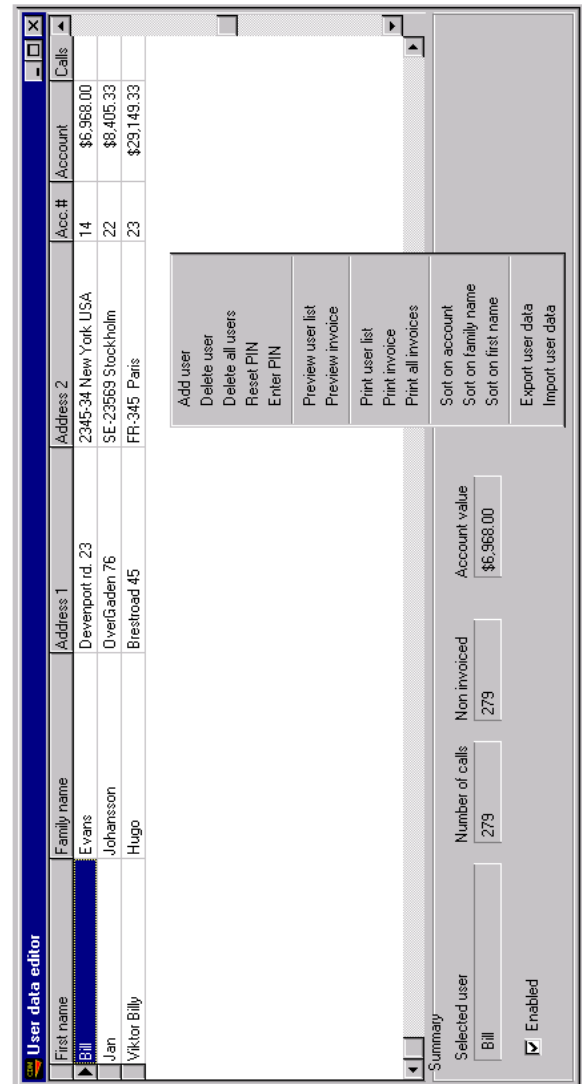 User data editor
First name Family name Address 1 Address 2 Acc.# Account Calls
Bill Evans Devenport rd. 23 2345-34 New York USA 14 $6,968.00
Jan Johansson OverGaden 76 SE-23569 Stockholm 22 $8,405.33
Viktor Billy Hugo Brestroad 45 FR-345 Paris 23 $29,149.33
Add user
Delete user
Delete all users
Reset PIN
Enter PIN
Preview user list
Preview invoice
Print user list
Print invoice
Print all invoices
Sort on account
Sort on family name
Sort on first name
Export user data
Import user data
Summary
Selected user Number of calls Non invoiced Account value
Bill 279 279 $6,968.00
Enabled